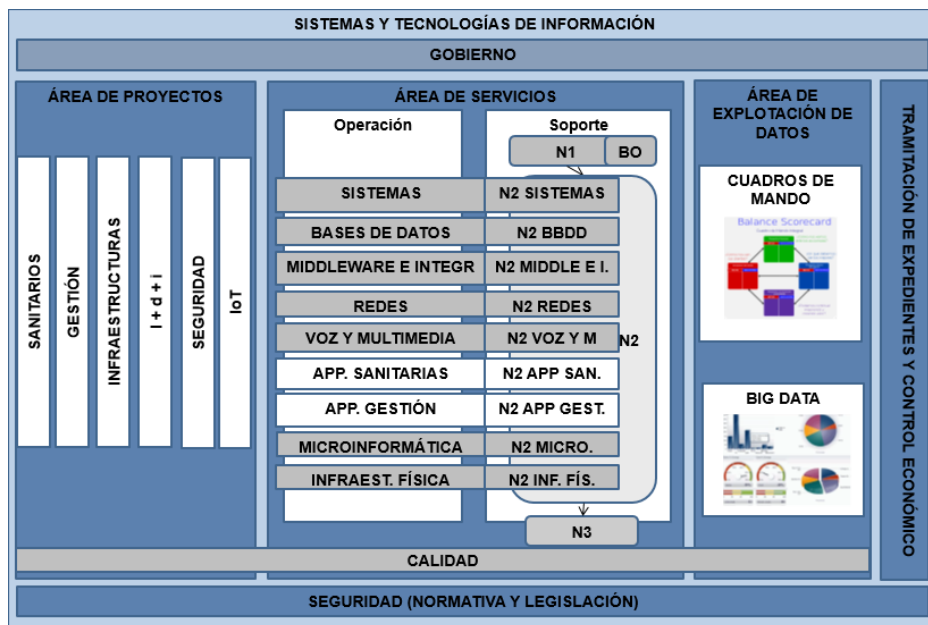 SISTEMAS Y TECNOLOGÍAS DE INFORMACIÓN
GOBIERNO
ÁREA DE PROYECTOS
SANITARIOS
GESTIÓN
INFRAESTRUCTURAS
I + d + i
SEGURIDAD
IoT
ÁREA DE SERVICIOS
Operación
Soporte
N1
BO
SISTEMAS
N2 SISTEMAS
BASES DE DATOS
N2 BBDD
MIDDLEWARE E INTEGR
N2 MIDDLE E I.
REDES
N2 REDES
VOZ Y MULTIMEDIA
N2 VOZ Y M
N2
APP. SANITARIAS
N2 APP SAN.
APP. GESTIÓN
N2 APP GEST.
MICROINFORMÁTICA
N2 MICRO.
INFRAEST. FÍSICA
N2 INF. FÍS.
N3
ÁREA DE
EXPLOTACIÓN DE
DATOS
CUADROS DE
MANDO
Balance Scorecard
BIG DATA
TRAMITACIÓN DE EXPEDIENTES Y CONTROL ECONÓMICO
CALIDAD
SEGURIDAD (NORMATIVA Y LEGISLACIÓN)